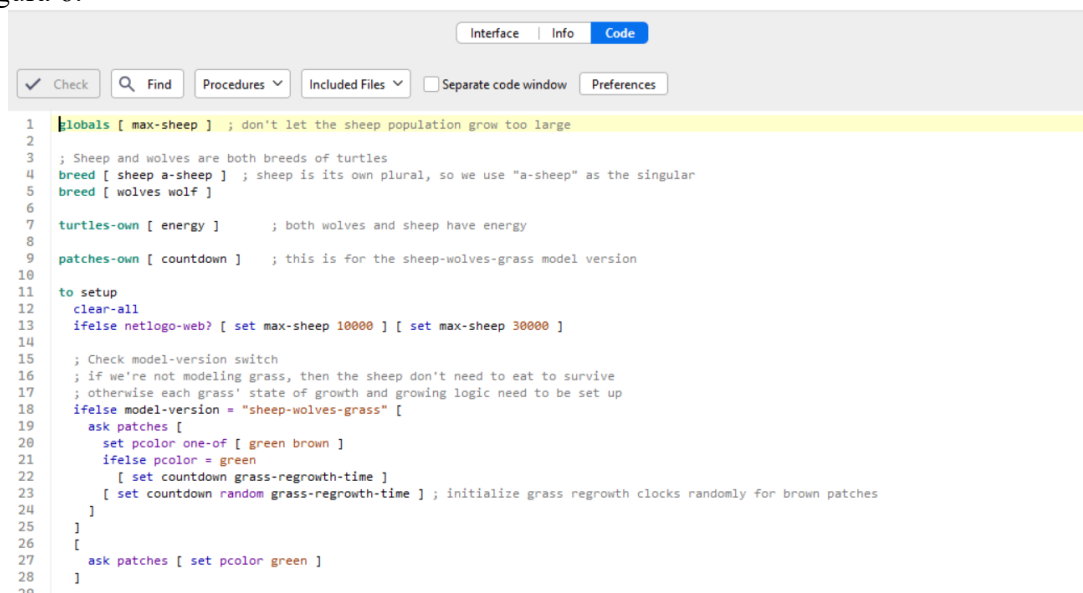 Interface Info Code
Check Find Procedures Included Files Separate code window Preferences
1 globals [ max-sheep ] ; don't let the sheep population grow too large
2
3 ; Sheep and wolves are both breeds of turtles
4 breed [ sheep a-sheep ] ; sheep is its own plural, so we use "a-sheep" as the singular
5 breed [ wolves wolf ]
6
7 turtles-own [ energy ] ; both wolves and sheep have energy
8
9 patches-own [ countdown ] ; this is for the sheep-wolves-grass model version
10
11 to setup
12 clear-all
13 ifelse netlogo-web? [ set max-sheep 10000 ] [ set max-sheep 30000 ]
14
15 ; Check model-version switch
16 ; if we're not modeling grass, then the sheep don't need to eat to survive
17 ; otherwise each grass' state of growth and growing logic need to be set up
18 ifelse model-version = "sheep-wolves-grass" [
19 ask patches [
20 set pcolor one-of [ green brown ]
21 ifelse pcolor = green
22 [ set countdown grass-regrowth-time ]
23 [ set countdown random grass-regrowth-time ] ; initialize grass regrowth clocks randomly for brown patches
24 ]
25 ]
26 [
27 ask patches [ set pcolor green ]
28 ]